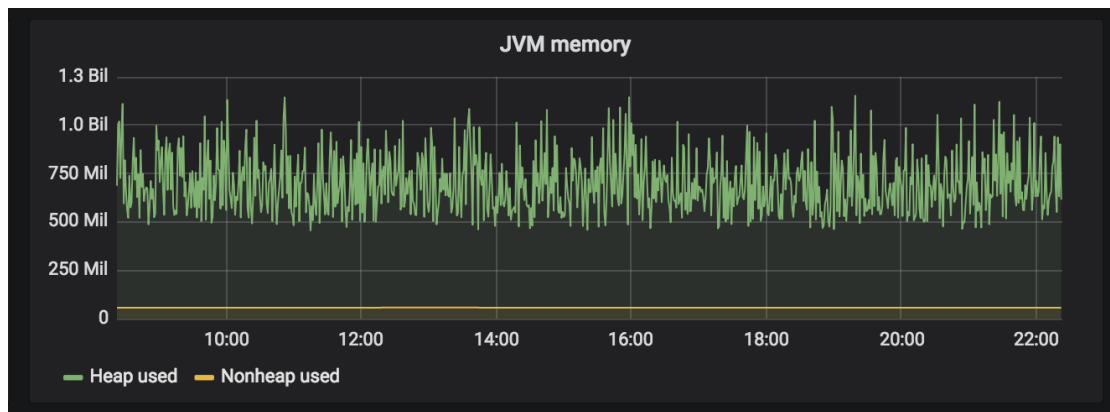 JVM memory
1.3 Bil
1.0 Bil
750 Mil
500 Mil
250 Mil
0
10:00 12:00 14:00 16:00 18:00 20:00 22:00
Heap used Nonheap used